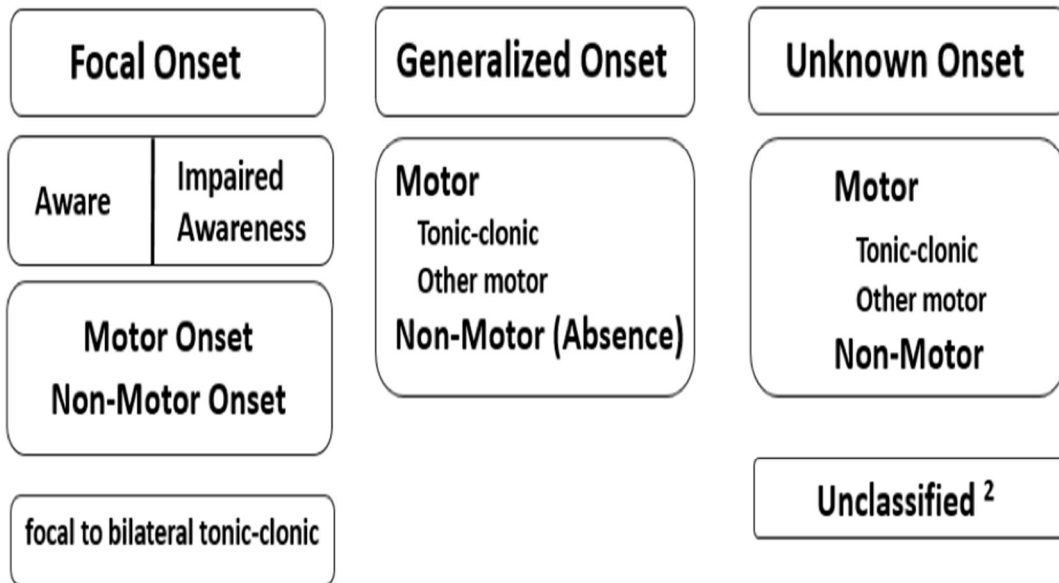 Focal Onset
Aware
Impaired
Awareness
Motor Onset
Non-Motor Onset
focal to bilateral tonic-clonic
Generalized Onset
Motor
Tonic-clonic
Other motor
Non-Motor (Absence)
Unknown Onset
Motor
Tonic-clonic
Other motor
Non-Motor
Unclassified ²